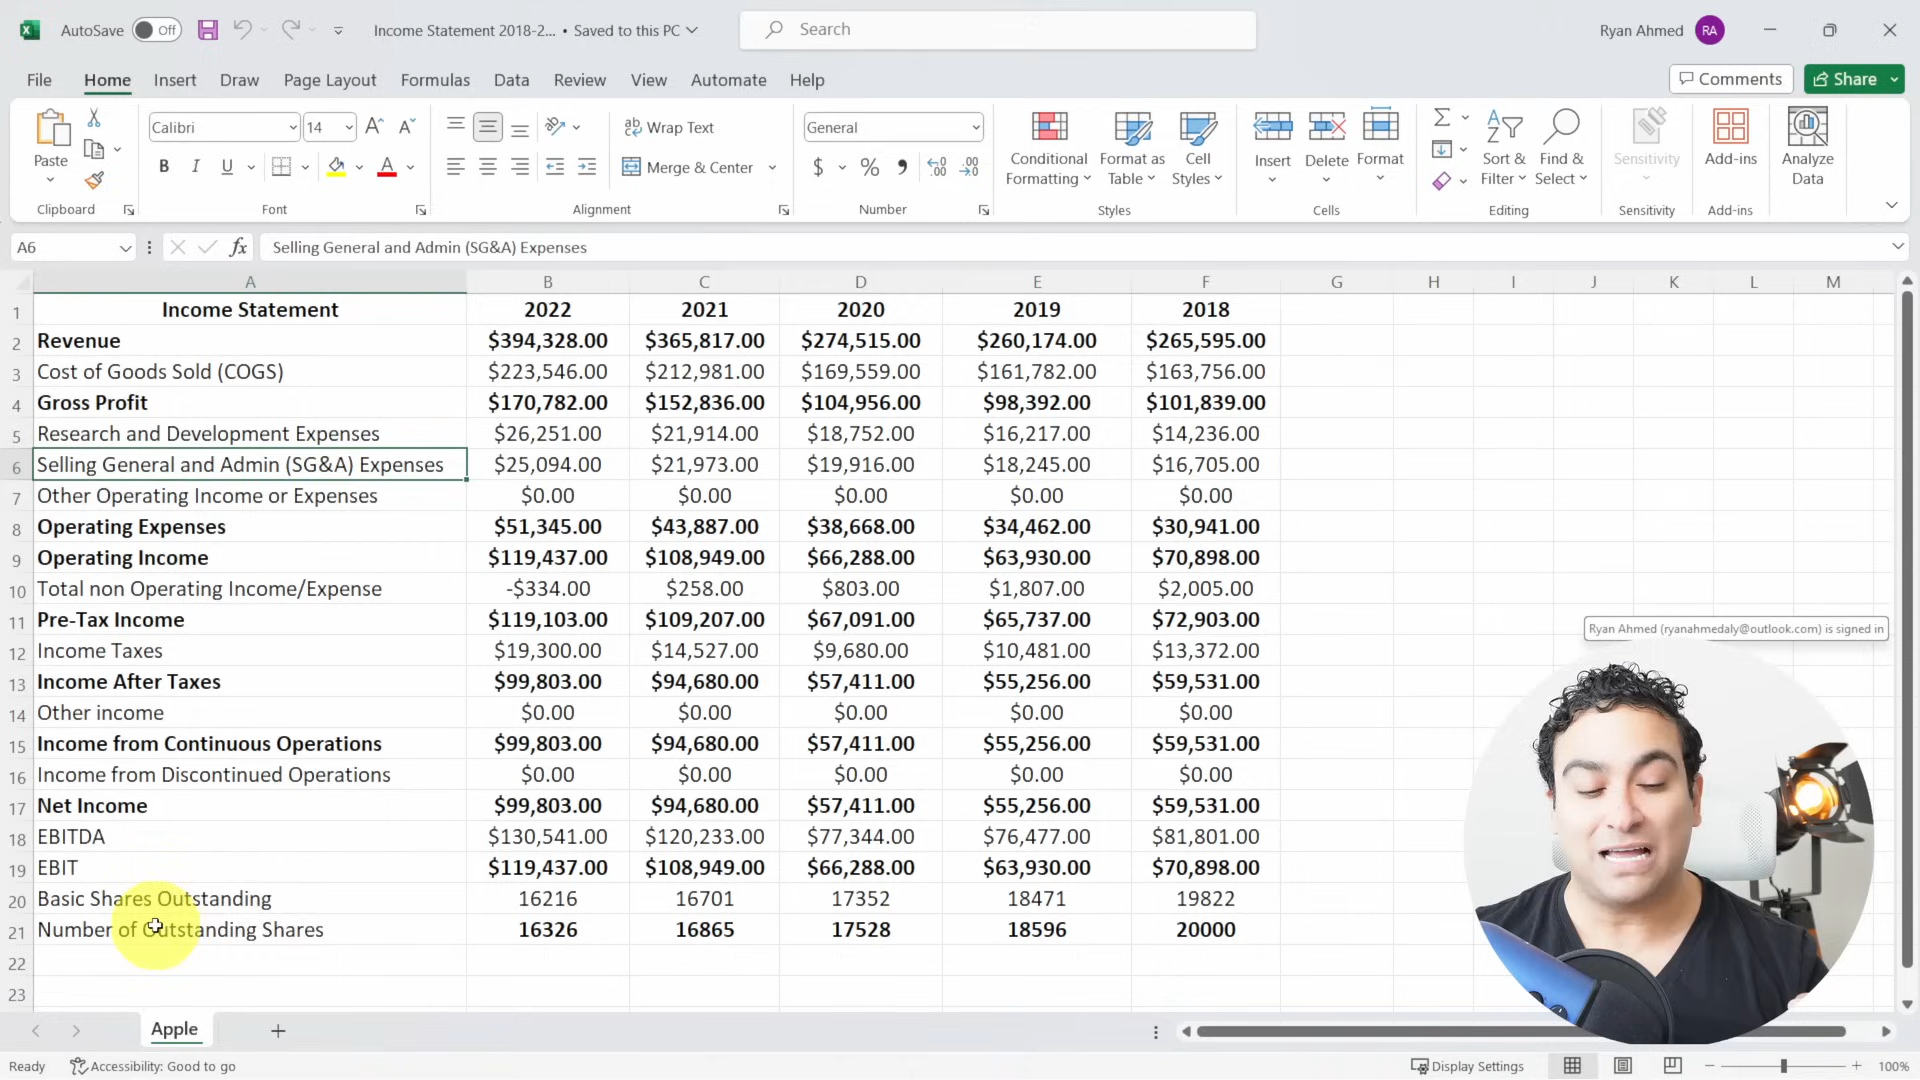 AutoSave Off Income Statement 2018-2... • Saved to this PC Search Ryan Ahmed RA
File Home Insert Draw Page Layout Formulas Data Review View Automate Help Comments Share
Paste
Clipboard
Calibri 14
B I U A
Font
Wrap Text
Merge & Center
Alignment
General
$ %
Number
Conditional Formatting
Format as Table
Cell Styles
Styles
Insert Delete Format
Cells
Sort & Filter
Find & Select
Editing
Sensitivity
Sensitivity
Add-ins
Add-ins
Analyze Data
A6 fx Selling General and Admin (SG&A) Expenses
A B C D E F G H I J K L M
1 Income Statement 2022 2021 2020 2019 2018
2 Revenue $394,328.00 $365,817.00 $274,515.00 $260,174.00 $265,595.00
3 Cost of Goods Sold (COGS) $223,546.00 $212,981.00 $169,559.00 $161,782.00 $163,756.00
4 Gross Profit $170,782.00 $152,836.00 $104,956.00 $98,392.00 $101,839.00
5 Research and Development Expenses $26,251.00 $21,914.00 $18,752.00 $16,217.00 $14,236.00
6 Selling General and Admin (SG&A) Expenses $25,094.00 $21,973.00 $19,916.00 $18,245.00 $16,705.00
7 Other Operating Income or Expenses $0.00 $0.00 $0.00 $0.00 $0.00
8 Operating Expenses $51,345.00 $43,887.00 $38,668.00 $34,462.00 $30,941.00
9 Operating Income $119,437.00 $108,949.00 $66,288.00 $63,930.00 $70,898.00
10 Total non Operating Income/Expense -$334.00 $258.00 $803.00 $1,807.00 $2,005.00
11 Pre-Tax Income $119,103.00 $109,207.00 $67,091.00 $65,737.00 $72,903.00
Ryan Ahmed (ryanahmedaly@outlook.com) is signed in
12 Income Taxes $19,300.00 $14,527.00 $9,680.00 $10,481.00 $13,372.00
13 Income After Taxes $99,803.00 $94,680.00 $57,411.00 $55,256.00 $59,531.00
14 Other income $0.00 $0.00 $0.00 $0.00 $0.00
15 Income from Continuous Operations $99,803.00 $94,680.00 $57,411.00 $55,256.00 $59,531.00
16 Income from Discontinued Operations $0.00 $0.00 $0.00 $0.00 $0.00
17 Net Income $99,803.00 $94,680.00 $57,411.00 $55,256.00 $59,531.00
18 EBITDA $130,541.00 $120,233.00 $77,344.00 $76,477.00 $81,801.00
19 EBIT $119,437.00 $108,949.00 $66,288.00 $63,930.00 $70,898.00
20 Basic Shares Outstanding 16216 16701 17352 18471 19822
21 Number of Outstanding Shares 16326 16865 17528 18596 20000
22
23
Apple
Ready Accessibility: Good to go Display Settings 100%